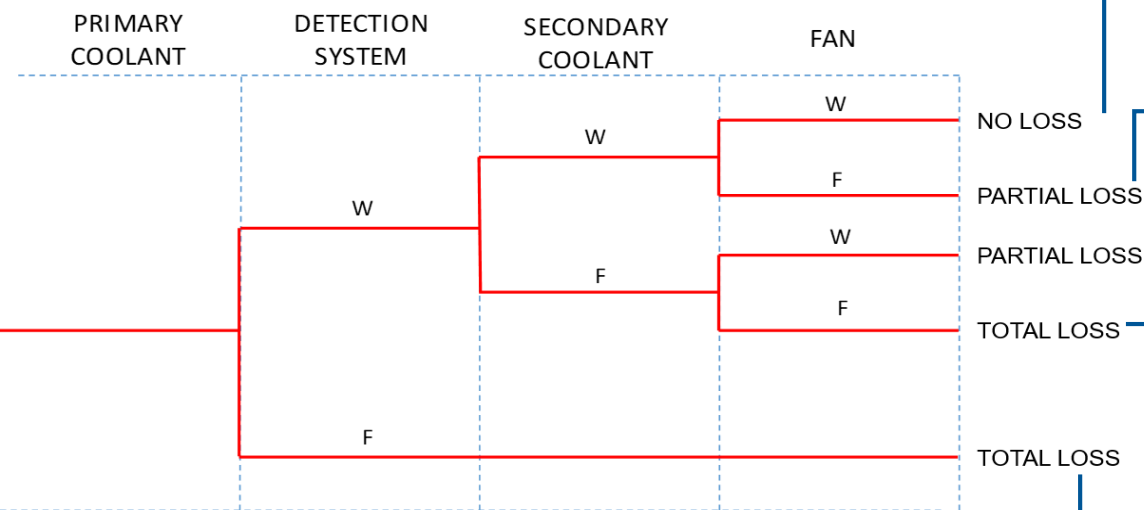 PRIMARY
COOLANT
DETECTION
SYSTEM
SECONDARY
COOLANT
FAN
W
NO LOSS
W
F
PARTIAL LOSS
W
W
PARTIAL LOSS
F
F
TOTAL LOSS
F
TOTAL LOSS